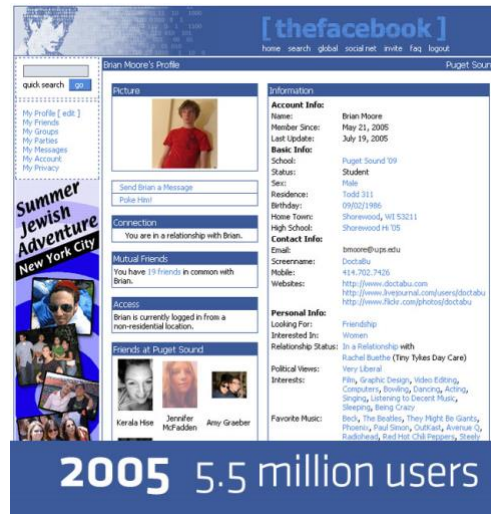 [ thefacebook ]
home search global social net invite faq logout
quick search go
My Profile [ edit ]
My Friends
My Groups
My Parties
My Messages
My Account
My Privacy
Summer
Jewish
Adventure
New York City
Brian Moore's Profile Puget Soun
Picture
Send Brian a Message
Poke Him!
Connection
You are in a relationship with Brian.
Mutual Friends
You have 19 friends in common with
Brian.
Access
Brian is currently logged in from a
non-residential location.
Friends at Puget Sound
Kerala Hise Jennifer McFadden Amy Graeber
Information
Account Info:
Name: Brian Moore
Member Since: May 21, 2005
Last Update: July 19, 2005
Basic Info:
School: Puget Sound '09
Status: Student
Sex: Male
Residence: Todd 311
Birthday: 09/02/1986
Home Town: Shorewood, WI 53211
High School: Shorewood Hi '05
Contact Info:
Email: bmoore@ups.edu
Screenname: DoctaBu
Mobile: 414.702.7426
Websites: http://www.doctabu.com
http://www.livejournal.com/users/doctabu
http://www.flickr.com/photos/doctabu
Personal Info:
Looking For: Friendship
Interested In: Women
Relationship Status: In a Relationship with
Rachel Buethe (Tiny Tykes Day Care)
Political Views: Very Liberal
Interests: Film, Graphic Design, Video Editing,
Computers, Bowling, Dancing, Acting,
Singing, Listening to Decent Music,
Sleeping, Being Crazy
Favorite Music: Beck, The Beatles, They Might Be Giants,
Phoenix, Paul Simon, OutKast, Avenue Q,
Radiohead, Red Hot Chili Peppers, Steely
2005 5.5 million users